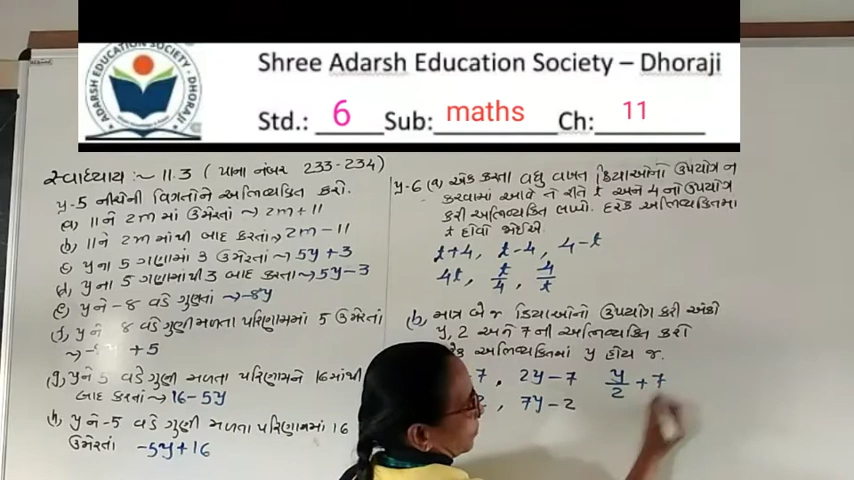 ADARSH EDUCATION SOCIETY DHORAJI
Shree Adarsh Education Society – Dhoraji
Std.: 6 Sub: maths Ch: 11
સ્વાધ્યાય :~ 11.3 ( પાના નંબર 233-234)
પ્ર-5 નીચેની વિગતોને અભિવ્યક્તિ કરો.
(a) 11 ને 2m માં ઉમેરતાં ~ 2m + 11
(b) 11 ને 2m માંથી બાદ કરતાં ~ 2m - 11
(c) y ના 5 ગણામાં 3 ઉમેરતાં ~ 5y + 3
(d) y ના 5 ગણામાંથી 3 બાદ કરતા ~ 5y - 3
(e) y ને - 8 વડે ગુણતાં ~ -8y
(f) y ને 8 વડે ગુણી મળતા પરિણામમાં 5 ઉમેરતાં
~ + 5
(g) y ને 5 વડે ગુણી મળતા પરિણામને 16 માંથી
બાદ કરતાં ~ 16 - 5y
(h) y ને -5 વડે ગુણી મળતા પરિણામમાં 16
ઉમેરતાં -5y + 16
પ્ર-6 (a) એક કરતા વધુ વખત ક્રિયાઓનો ઉપયોગ ન
કરવામાં આવે તે રીતે t અને 4 નો ઉપયોગ
કરી અભિવ્યક્તિ લખો. દરેક અભિવ્યક્તિમાં
t હોવો જોઈએ.
t+4, t-4, 4-t
4t, t/4, 4/t
(b) માત્ર બે જ ક્રિયાઓનો ઉપયોગ કરી અંકો
y, 2 અને 7 ની અભિવ્યક્તિ કરો
અભિવ્યક્તિમાં y હોય જ.
7, 2y-7 y/2 + 7
2, 7y-2